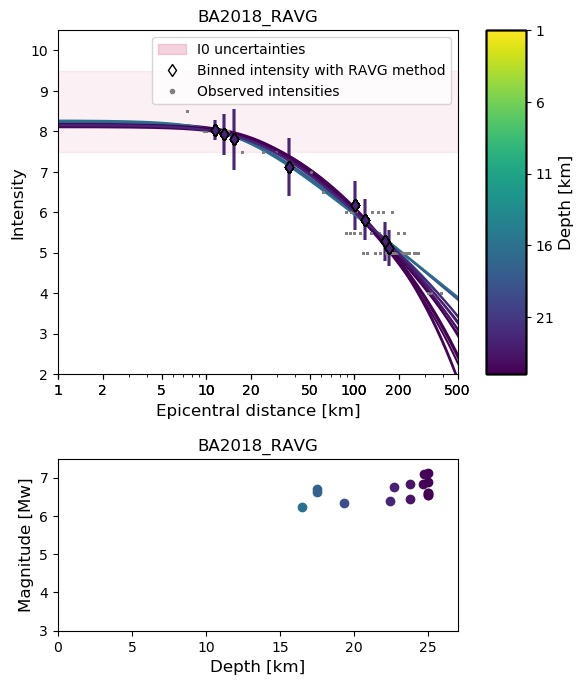 BA2018_RAVG
I0 uncertainties
Binned intensity with RAVG method
Observed intensities
Intensity
10
9
8
7
6
5
4
3
2
1 2 5 10 20 50 100 200 500
Epicentral distance [km]
1
6
11
16
21
Depth [km]
BA2018_RAVG
Magnitude [Mw]
7
6
5
4
3
0 5 10 15 20 25
Depth [km]